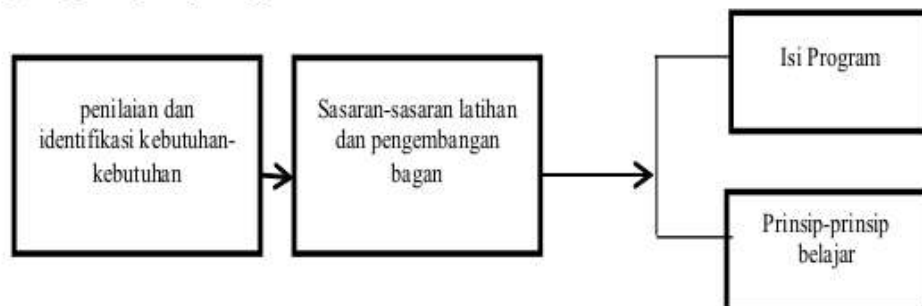 penilaian dan
identifikasi kebutuhan-
kebutuhan
Sasaran-sasaran latihan
dan pengembangan
bagan
Isi Program
Prinsip-prinsip
belajar